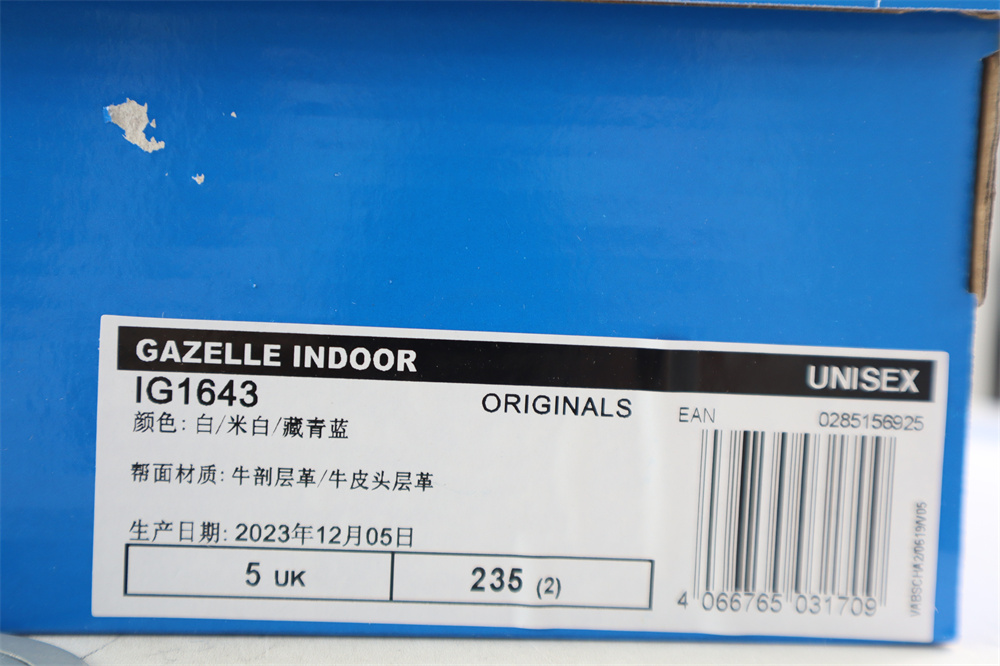 GAZELLE INDOOR
UNISEX
IG1643
ORIGINALS
EAN
0285156925
颜色: 白/米白/藏青蓝
帮面材质: 牛剖层革/牛皮头层革
生产日期: 2023年12月05日
5 UK
235 (2)
4 066765 031709